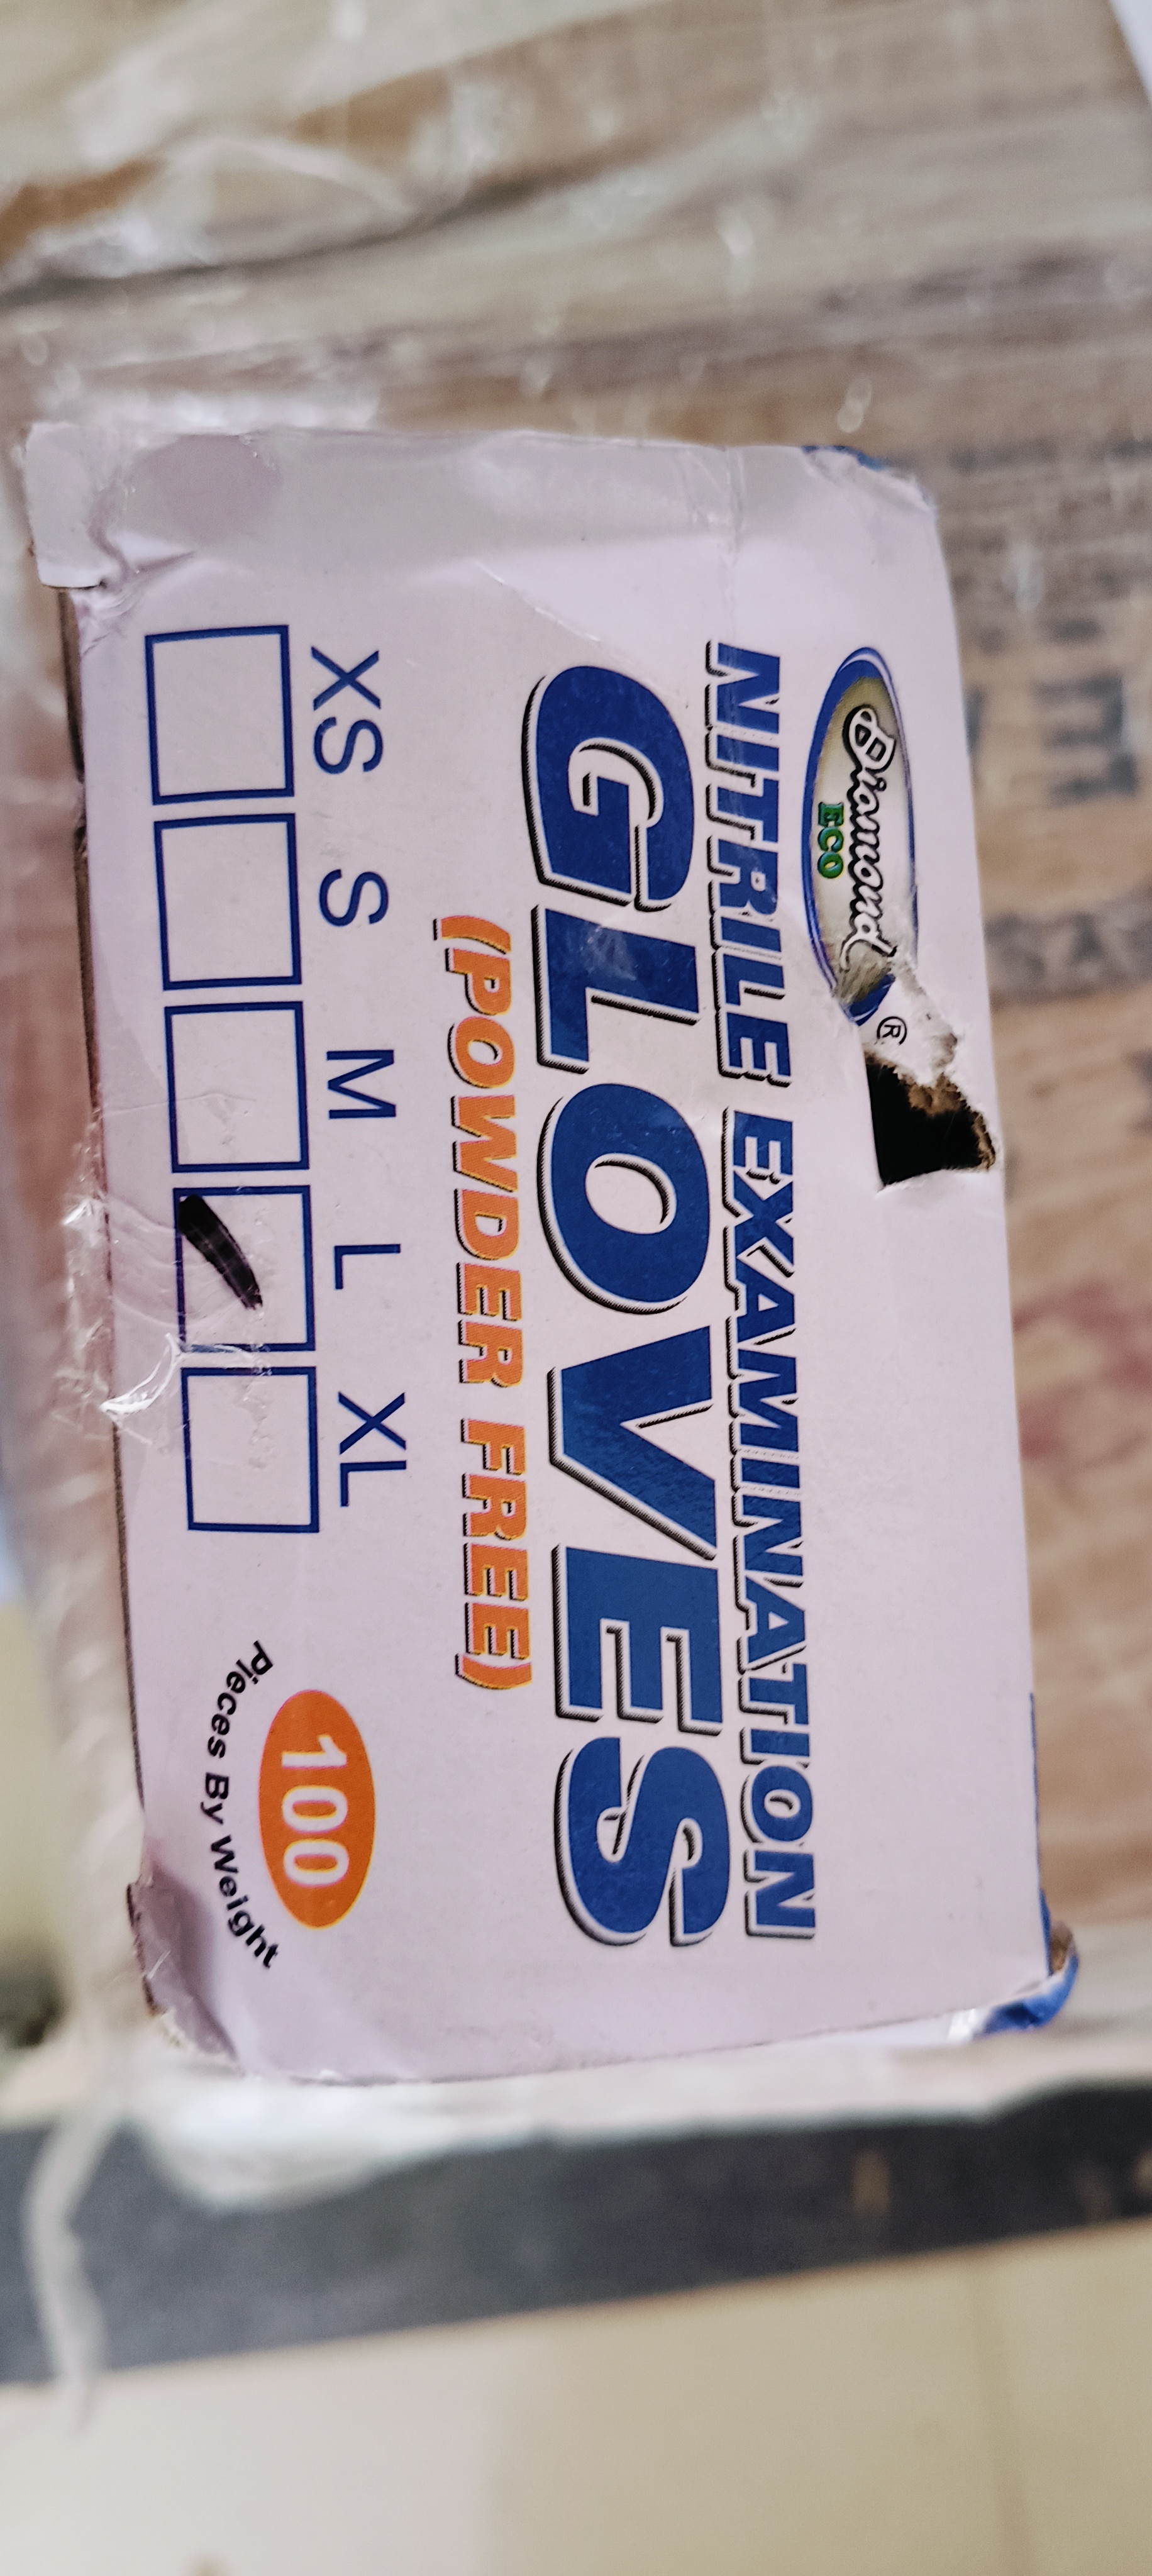 Diamond ®
ECO
NITRILE EXAMINATION
GLOVES
(POWDER FREE)
XS S M L XL
100
Pieces By Weight